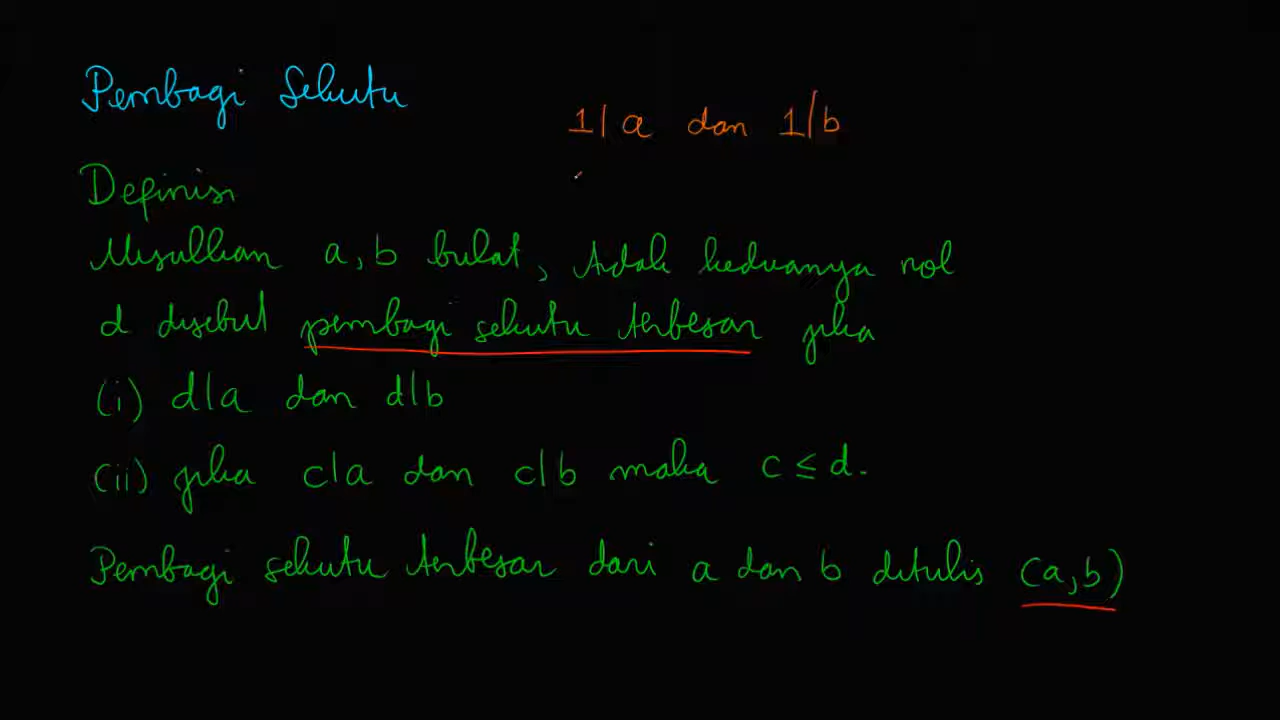 Pembagi Sekutu
1|a dan 1|b
Definisi
Misalkan a, b bulat, tidak keduanya nol
d disebut pembagi sekutu terbesar jika
(i) d|a dan d|b
(ii) jika c|a dan c|b maka c ≤ d.
Pembagi sekutu terbesar dari a dan b ditulis (a,b)